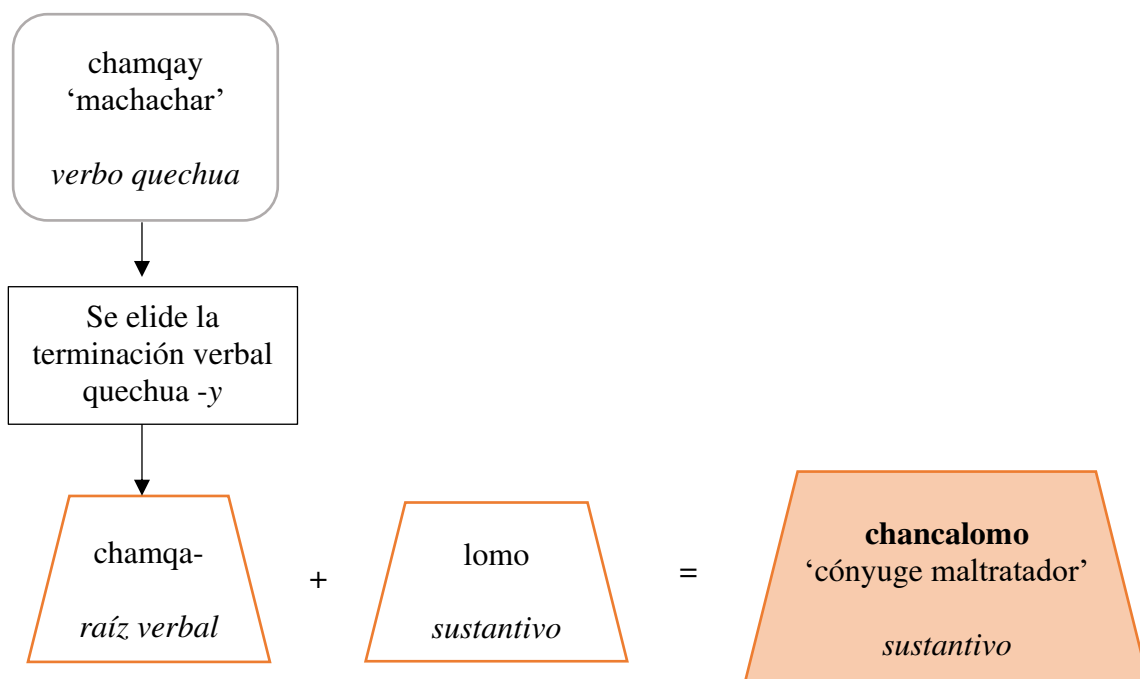 chamqay
‘machachar’
verbo quechua
Se elide la
terminación verbal
quechua -y
chamqa-
raíz verbal
+
lomo
sustantivo
=
chancalomo
‘cónyuge maltratador’
sustantivo